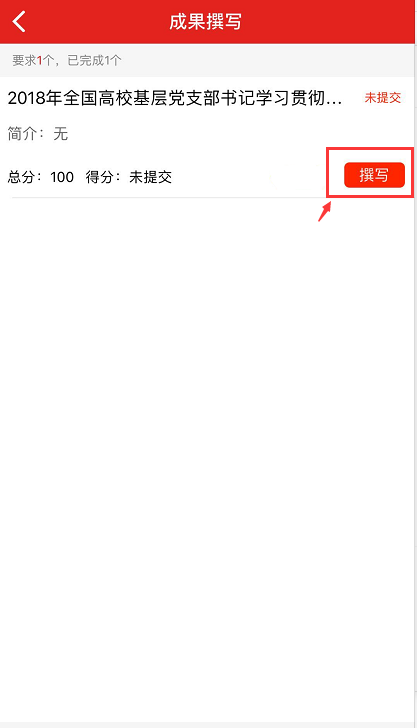 成果撰写
要求1个，已完成1个
2018年全国高校基层党支部书记学习贯彻...
未提交
简介：无
总分：100 得分：未提交
撰写